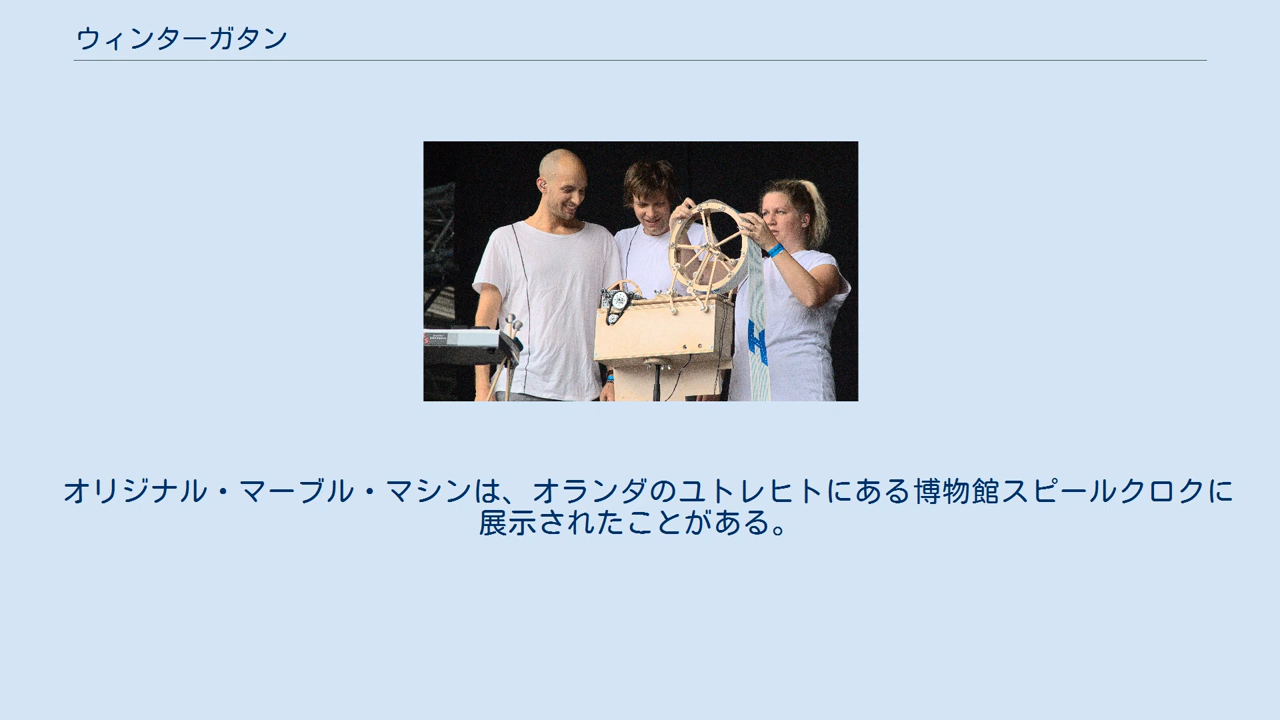 ウィンターガタン
H
オリジナル・マーブル・マシンは、オランダのユトレヒトにある博物館スピールクロクに
展示されたことがある。